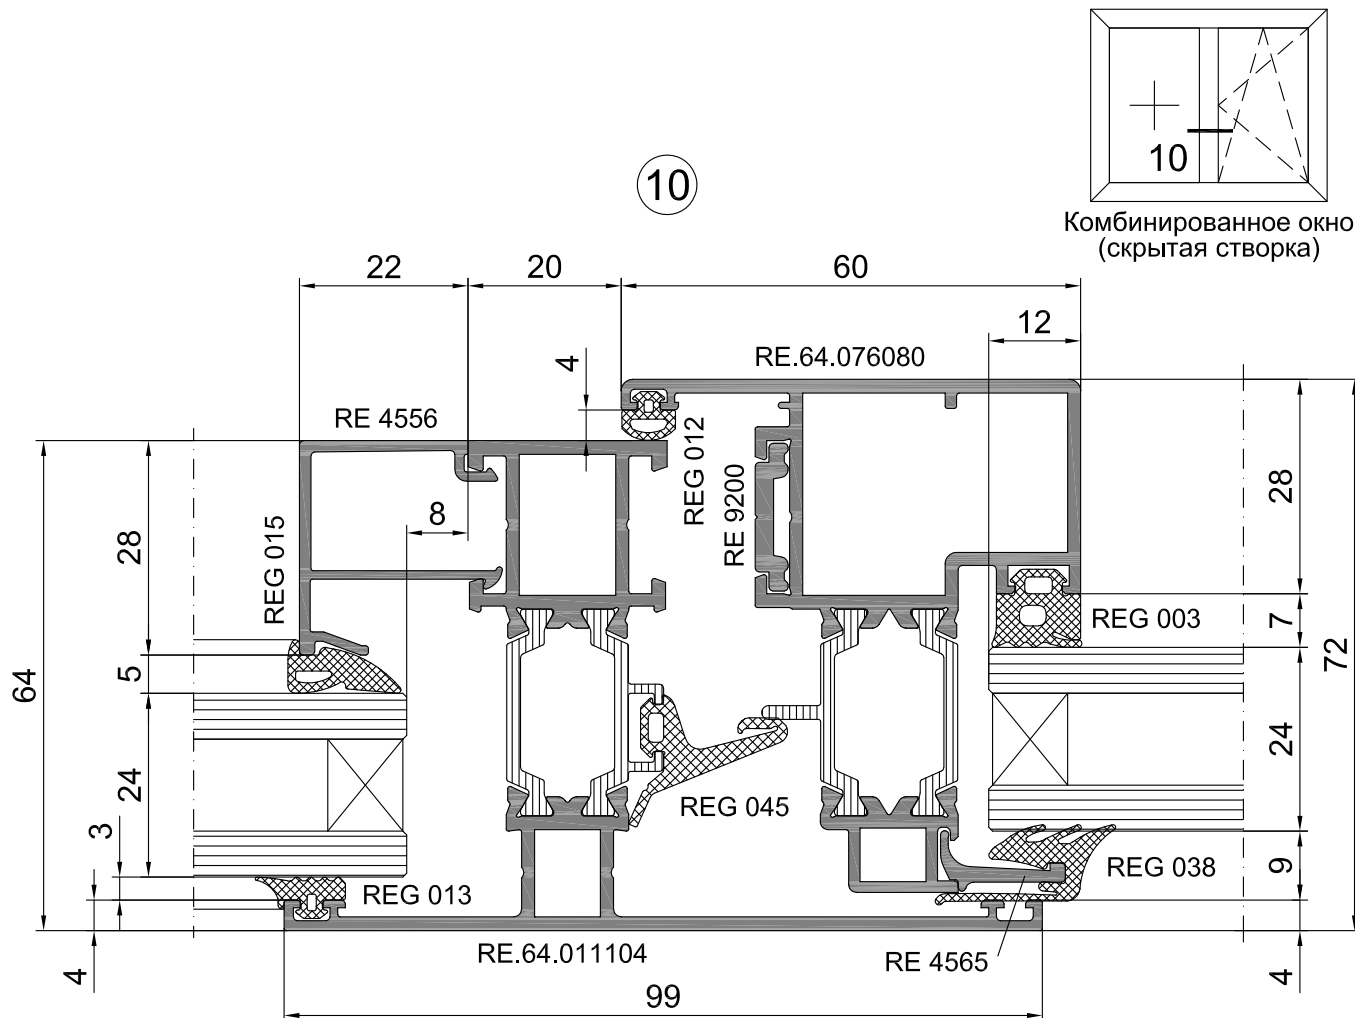 10
Комбинированное окно
(скрытая створка)
10
22
20
60
12
4
RE.64.076080
RE 4556
REG 012
RE 9200
8
REG 015
28
28
64
5
7
REG 003
72
24
24
REG 045
3
REG 013
REG 038
9
RE.64.011104
RE 4565
4
4
99